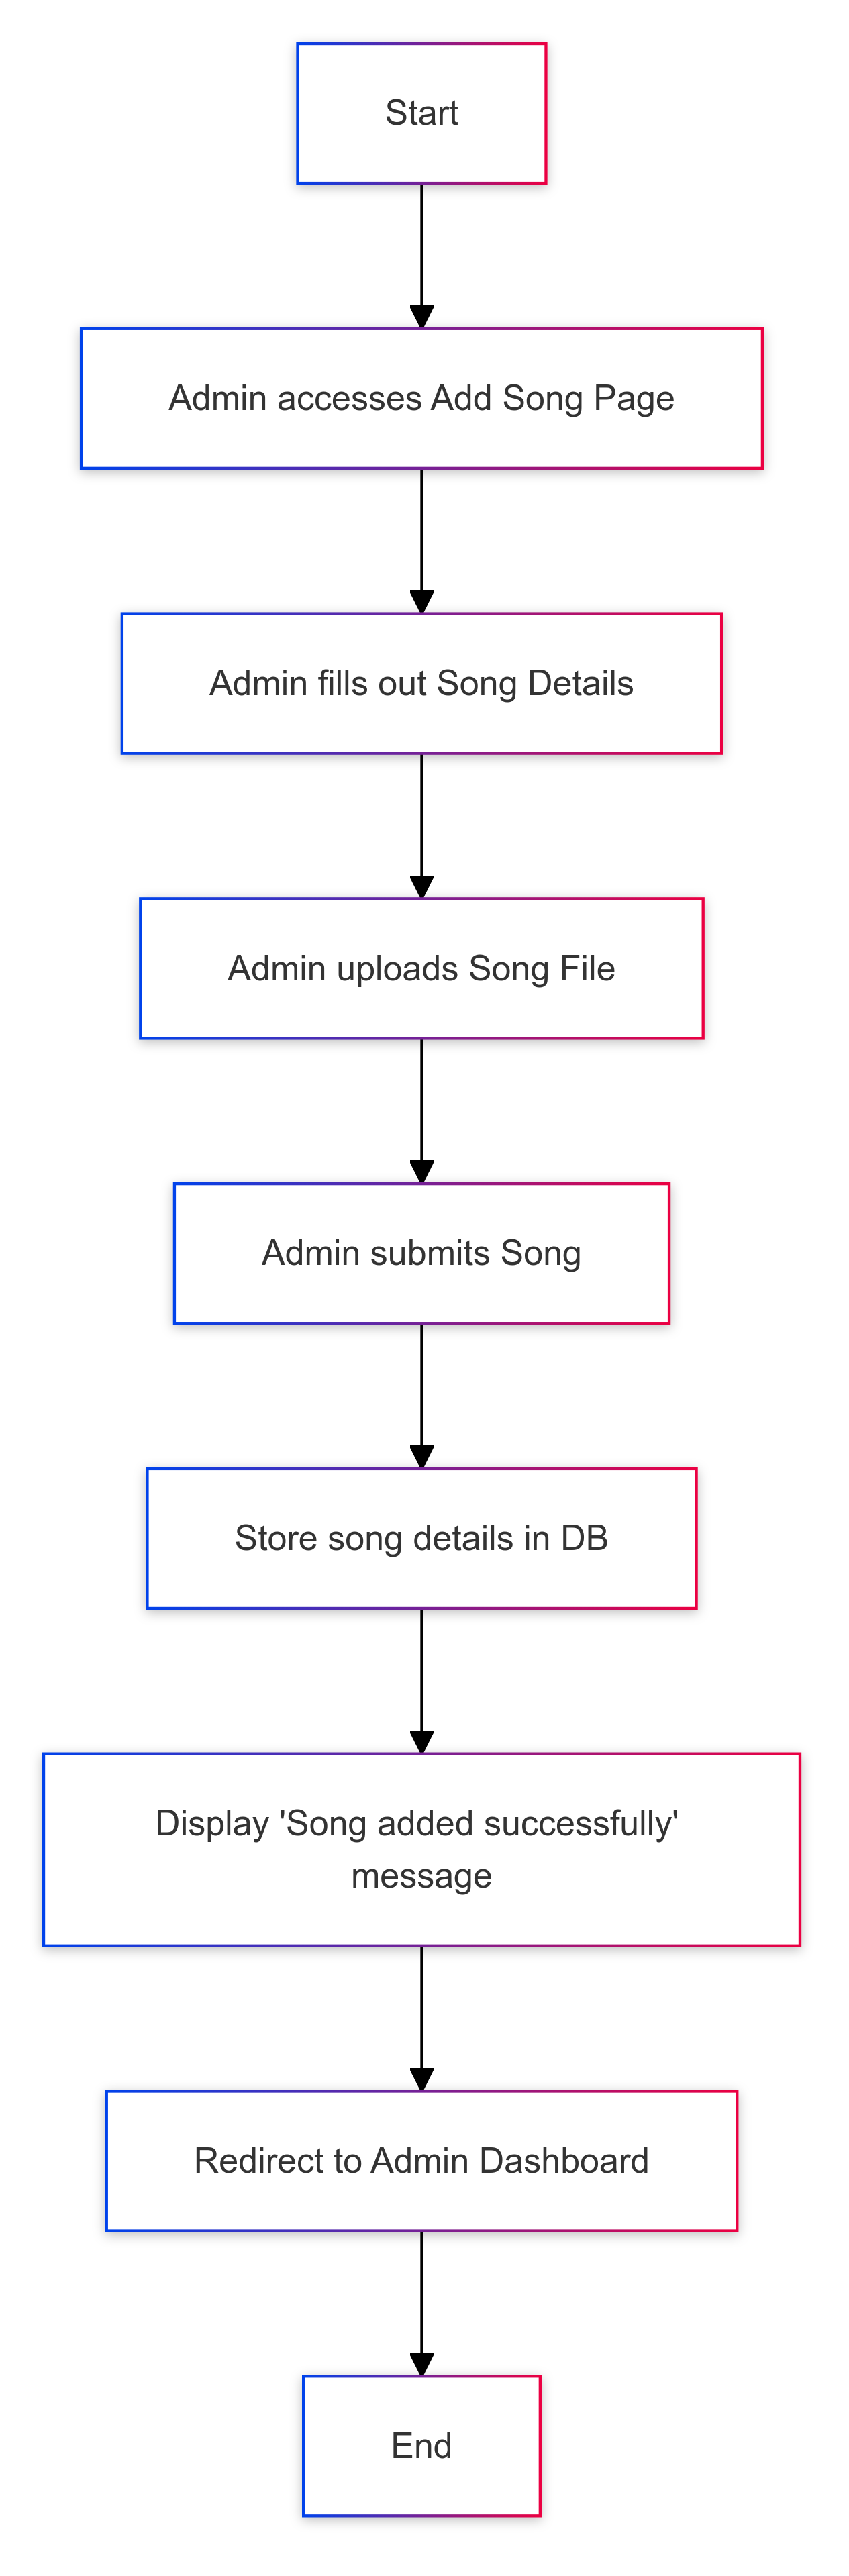 Start
Admin accesses Add Song Page
Admin fills out Song Details
Admin uploads Song File
Admin submits Song
Store song details in DB
Display 'Song added successfully'
message
Redirect to Admin Dashboard
End